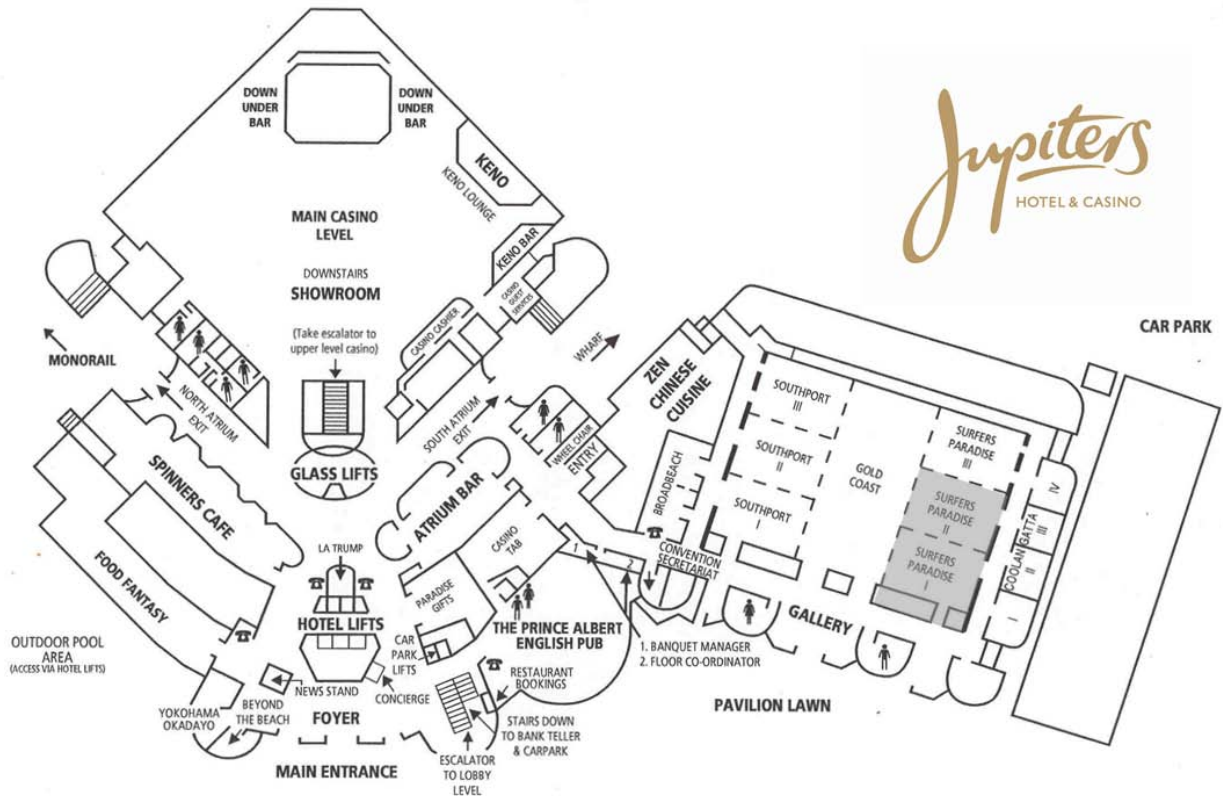 Jupiters
HOTEL & CASINO
DOWN
UNDER
BAR
DOWN
UNDER
BAR
KENO
KENO LOUNGE
MAIN CASINO
LEVEL
KENO BAR
DOWNSTAIRS
SHOWROOM
CASINO
GUEST
SERVICES
(Take escalator to
upper level casino)
CASINO CASHIER
MONORAIL
WHARF
CAR PARK
NORTH ATRIUM
EXIT
SOUTH ATRIUM
EXIT
ZEN
CHINESE
CUISINE
WHEEL CHAIR
ENTRY
SOUTHPORT
III
SOUTHPORT
II
SOUTHPORT
I
GOLD
COAST
SURFERS
PARADISE
III
SURFERS
PARADISE
II
SURFERS
PARADISE
I
BROADBEACH
COOLAN GATTA
IV
III
II
I
GLASS LIFTS
SPINNERS CAFE
ATRIUM BAR
CASINO
TAB
1
2
CONVENTION
SECRETARIAT
LA TRUMP
FOOD FANTASY
PARADISE
GIFTS
HOTEL LIFTS
THE PRINCE ALBERT
ENGLISH PUB
GALLERY
OUTDOOR POOL
AREA
(ACCESS VIA HOTEL LIFTS)
CAR
PARK
LIFTS
1. BANQUET MANAGER
2. FLOOR CO-ORDINATOR
RESTAURANT
BOOKINGS
NEWS STAND
CONCIERGE
YOKOHAMA
OKADAYO
BEYOND
THE BEACH
FOYER
PAVILION LAWN
STAIRS DOWN
TO BANK TELLER
& CARPARK
MAIN ENTRANCE
ESCALATOR
TO LOBBY
LEVEL